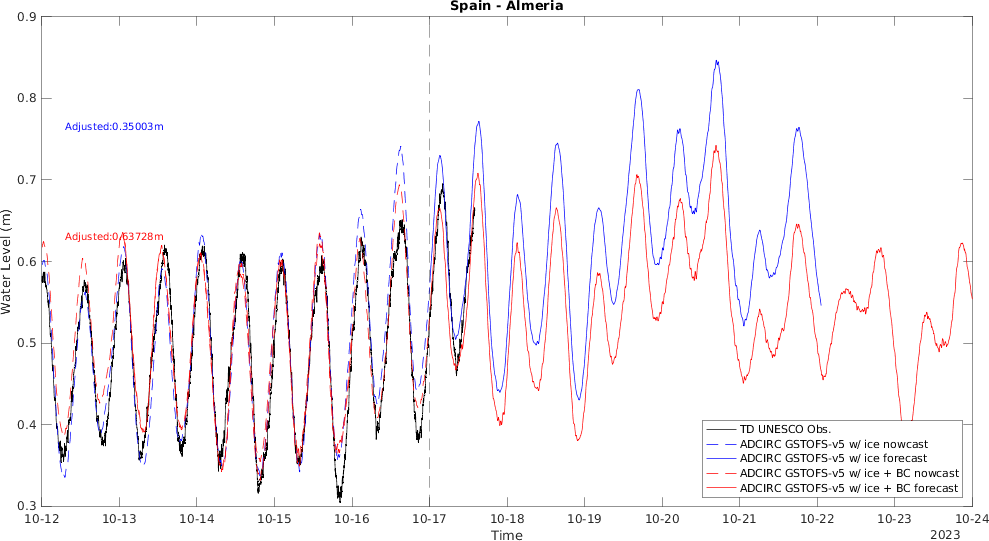 Spain - Almeria
0.9
0.8
0.7
0.6
0.5
0.4
0.3
Water Level (m)
Adjusted:0.35003m
Adjusted:0.63728m
TD UNESCO Obs.
ADCIRC GSTOFS-v5 w/ ice nowcast
ADCIRC GSTOFS-v5 w/ ice forecast
ADCIRC GSTOFS-v5 w/ ice + BC nowcast
ADCIRC GSTOFS-v5 w/ ice + BC forecast
10-12 10-13 10-14 10-15 10-16 10-17 10-18 10-19 10-20 10-21 10-22 10-23 10-24
Time
2023